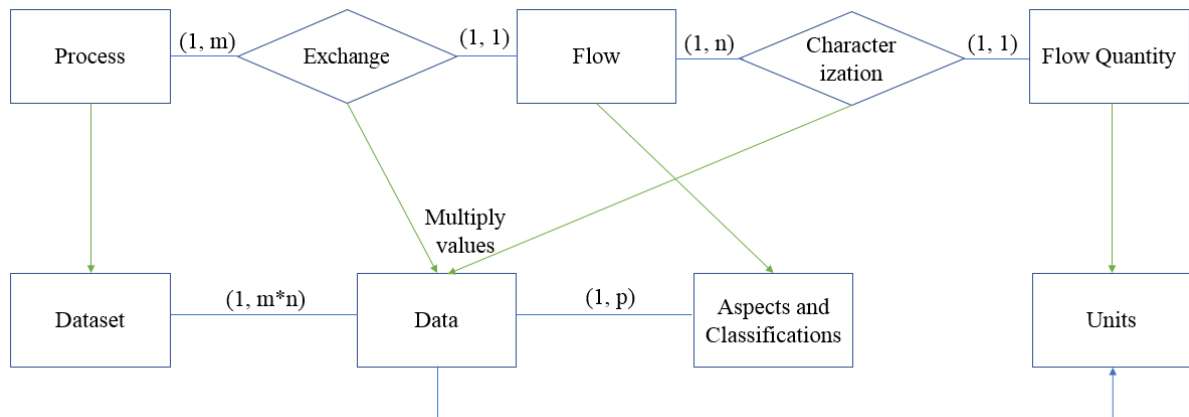 Process
(1, m)
Exchange
(1, 1)
Flow
(1, n)
Character
ization
(1, 1)
Flow Quantity
Multiply
values
Dataset
(1, m*n)
Data
(1, p)
Aspects and
Classifications
Units